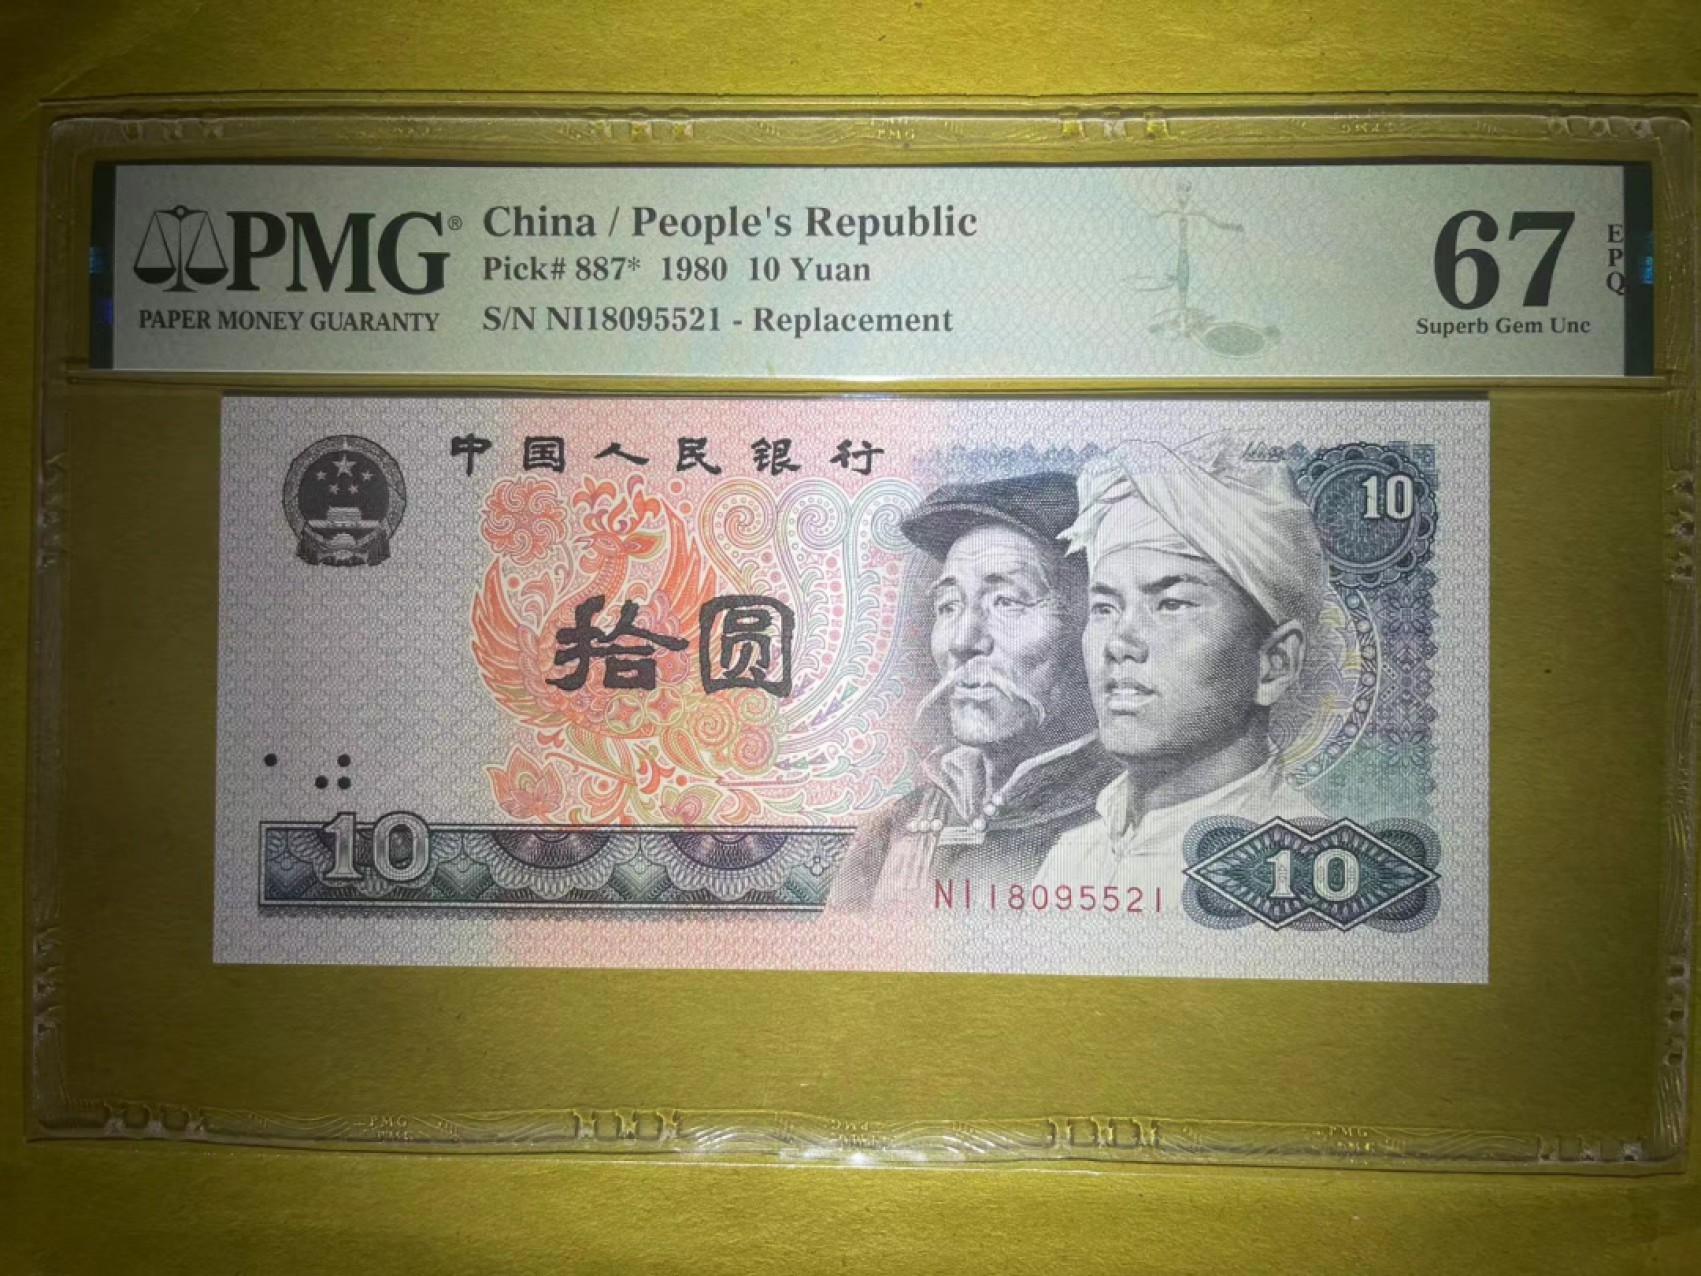 PMG®
PAPER MONEY GUARANTY
China / People's Republic
Pick# 887* 1980 10 Yuan
S/N NI18095521 - Replacement
67
EPQ
Superb Gem Unc
中国人民银行
10
拾圆
10
NI18095521
10